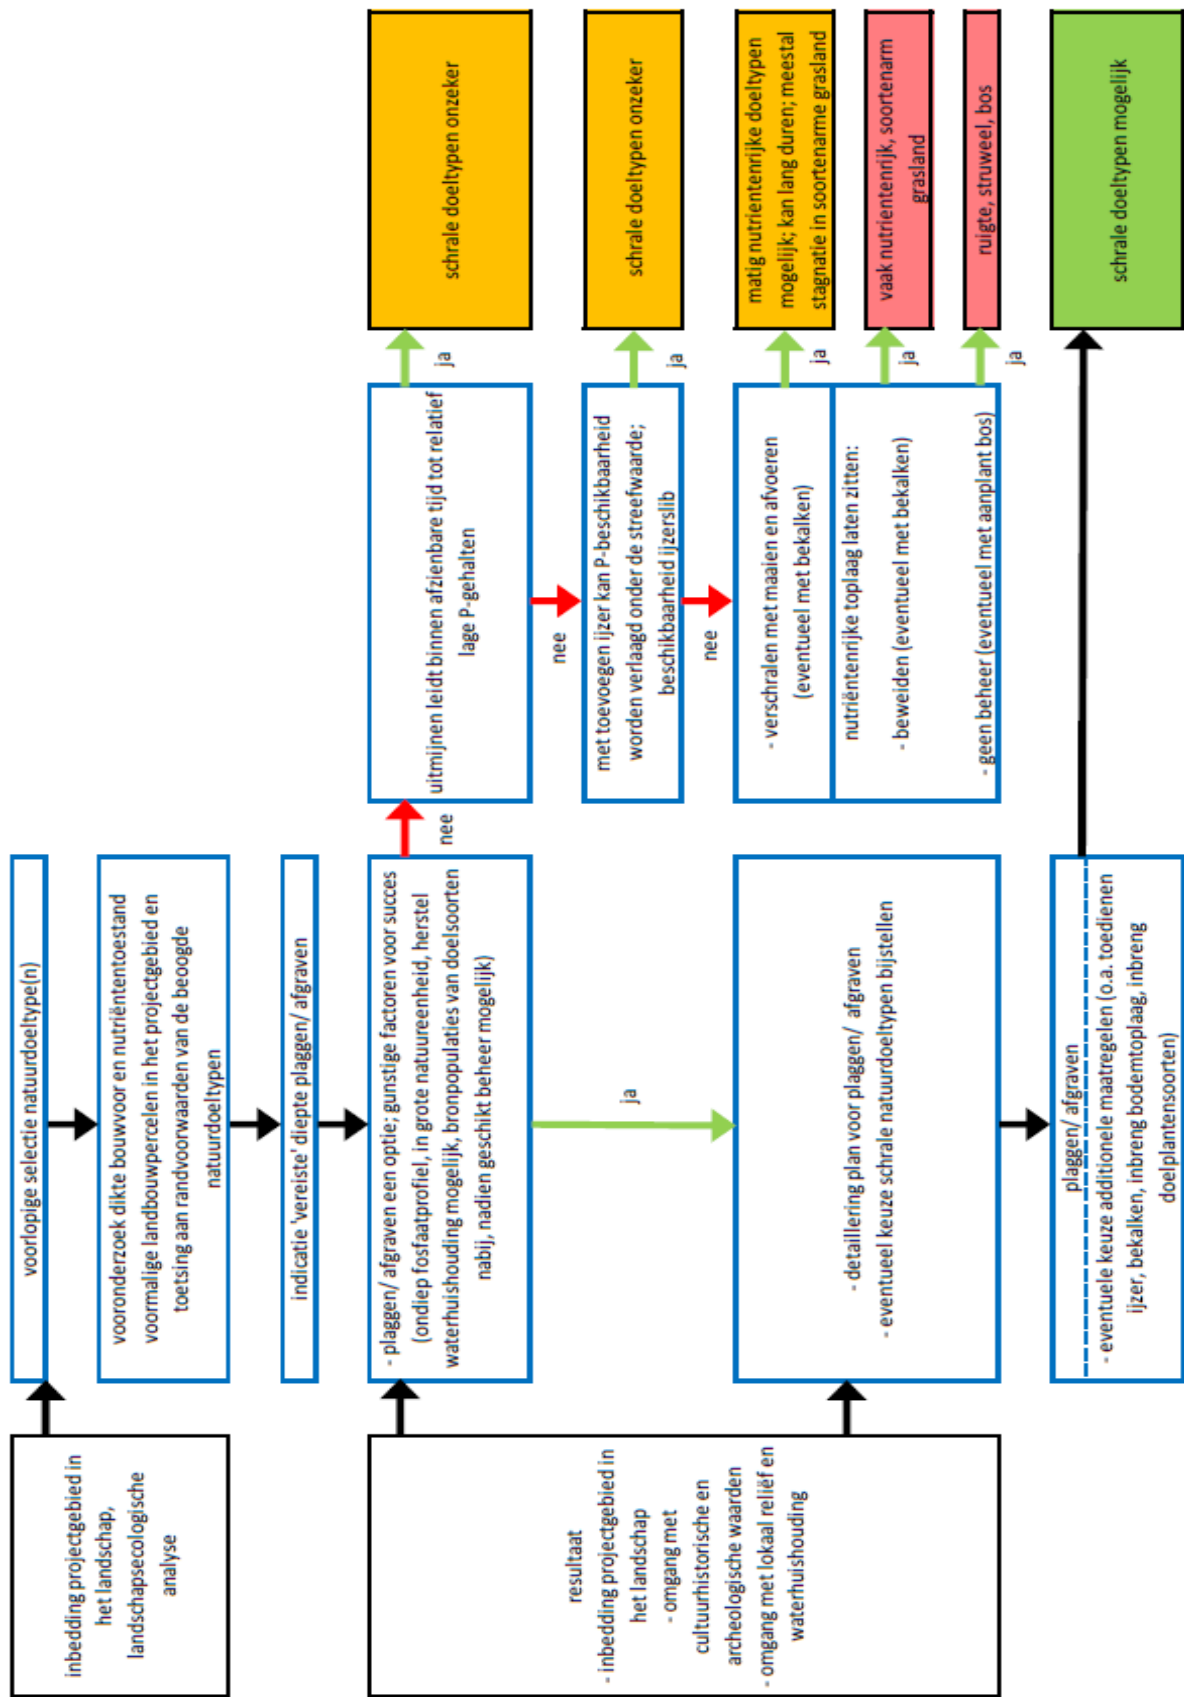 inbedding projectgebied in
het landschap,
landschapsecologische
analyse
voorlopige selectie natuurdoeltype(n)
vooronderzoek dikte bouwvoor en nutriëntentoestand
voormalige landbouwpercelen in het projectgebied en
toetsing aan randvoorwaarden van de beoogde
natuurdoeltypen
indicatie 'vereiste' diepte plaggen/ afgraven
resultaat
- inbedding projectgebied in
het landschap
- omgang met
cultuurhistorische en
archeologische waarden
- omgang met lokaal reliëf en
waterhuishouding
- plaggen/ afgraven een optie; gunstige factoren voor succes
(ondiep fosfaatprofiel, in grote natuureenheid, herstel
waterhuishouding mogelijk, bronpopulaties van doelsoorten
nabij, nadien geschikt beheer mogelijk)
nee
uitmijnen leidt binnen afzienbare tijd tot relatief
lage P-gehalten
ja
schrale doeltypen onzeker
nee
met toevoegen ijzer kan P-beschikbaarheid
worden verlaagd onder de streefwaarde;
beschikbaarheid ijzerslib
ja
schrale doeltypen onzeker
nee
ja
- detaillering plan voor plaggen/ afgraven
- eventueel keuze schrale natuurdoeltypen bijstellen
- verschralen met maaien en afvoeren
(eventueel met bekalken)
ja
matig nutrientenrijke doeltypen
mogelijk; kan lang duren; meestal
stagnatie in soortenarme grasland
nutriëntenrijke toplaag laten zitten:
- beweiden (eventueel met bekalken)
ja
vaak nutrientenrijk, soortenarm
grasland
- geen beheer (eventueel met aanplant bos)
ja
ruigte, struweel, bos
plaggen/ afgraven
- eventuele keuze additionele maatregelen (o.a. toedienen
ijzer, bekalken, inbreng bodemtoplaag, inbreng
doelplantensoorten)
schrale doeltypen mogelijk